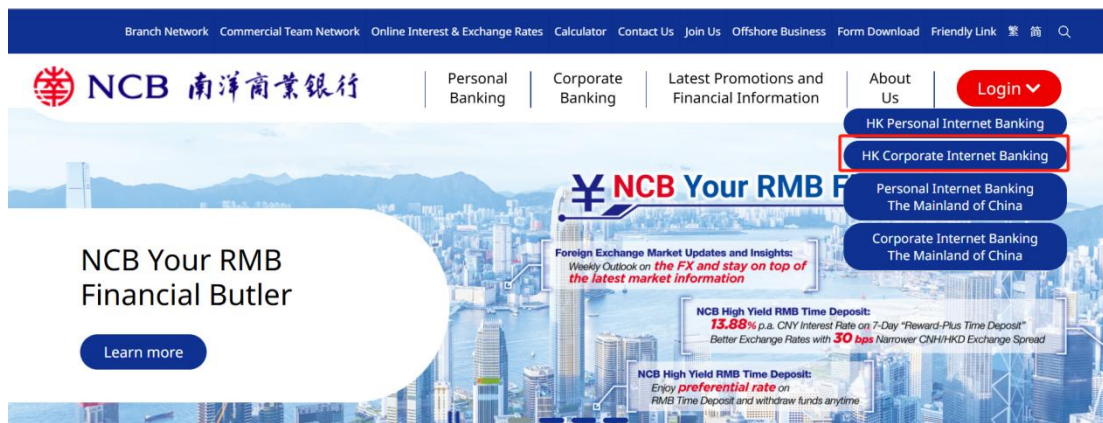 Branch Network Commercial Team Network Online Interest & Exchange Rates Calculator Contact Us Join Us Offshore Business Form Download Friendly Link 繁 简
NCB 南洋商業銀行
Personal
Banking
Corporate
Banking
Latest Promotions and
Financial Information
About
Us
Login
HK Personal Internet Banking
HK Corporate Internet Banking
Personal Internet Banking
The Mainland of China
Corporate Internet Banking
The Mainland of China
¥ NCB Your RMB F
Foreign Exchange Market Updates and Insights:
Weekly Outlook on the FX and stay on top of
the latest market information
NCB High Yield RMB Time Deposit:
13.88% p.a. CNY Interest Rate on 7-Day "Reward-Plus Time Deposit"
Better Exchange Rates with 30 bps Narrower CNH/HKD Exchange Spread
NCB High Yield RMB Time Deposit:
Enjoy preferential rate on
RMB Time Deposit and withdraw funds anytime
NCB Your RMB
Financial Butler
Learn more